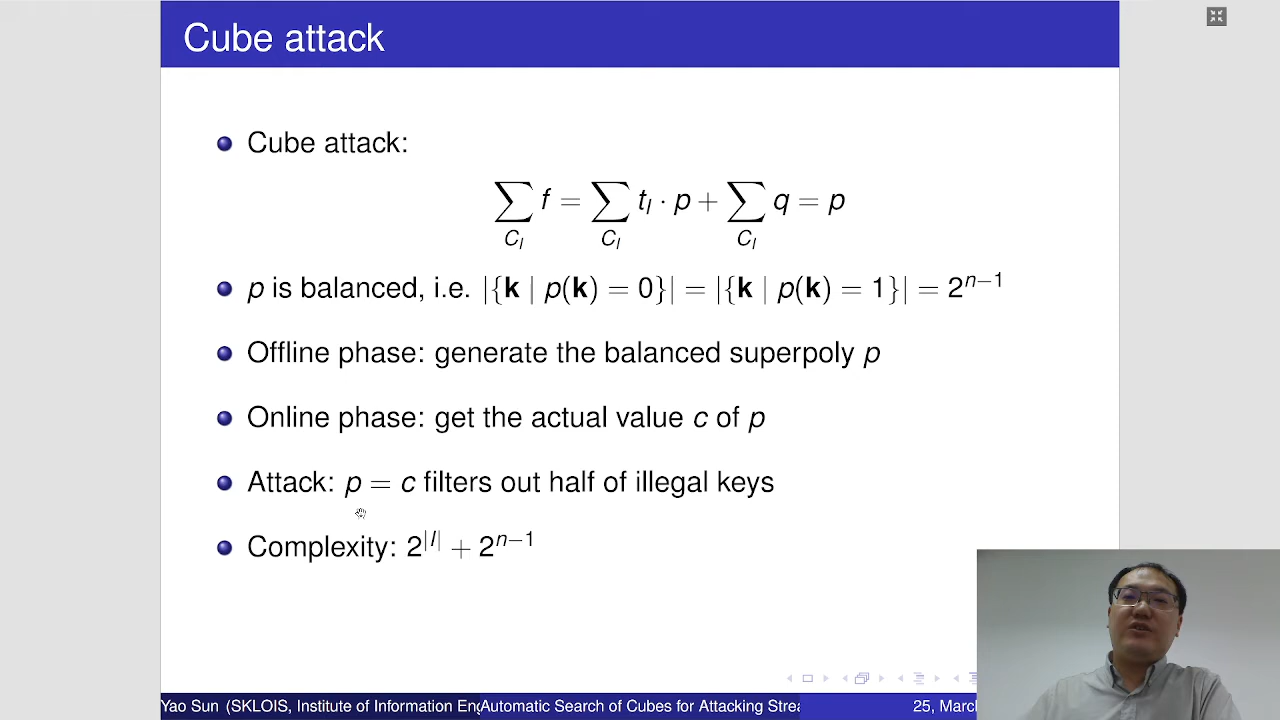 Cube attack
Cube attack:
∑_{C_I} f = ∑_{C_I} t_I · p + ∑_{C_I} q = p
p is balanced, i.e. |{k | p(k) = 0}| = |{k | p(k) = 1}| = 2^{n−1}
Offline phase: generate the balanced superpoly p
Online phase: get the actual value c of p
Attack: p = c filters out half of illegal keys
Complexity: 2^{|I|} + 2^{n−1}
Yao Sun (SKLOIS, Institute of Information Eng Automatic Search of Cubes for Attacking Strea 25, March